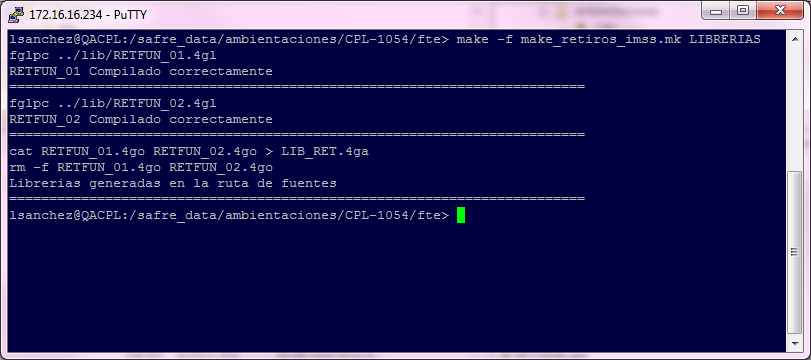 172.16.16.234 - PuTTY
lsanchez@QACPL:/safre_data/ambientaciones/CPL-1054/fte> make -f make_retiros_imss.mk LIBRERIAS
fglpc ../lib/RETFUN_01.4gl
RETFUN_01 Compilado correctamente
========================================================================
fglpc ../lib/RETFUN_02.4gl
RETFUN_02 Compilado correctamente
========================================================================
cat RETFUN_01.4go RETFUN_02.4go > LIB_RET.4ga
rm -f RETFUN_01.4go RETFUN_02.4go
Librerias generadas en la ruta de fuentes
========================================================================
lsanchez@QACPL:/safre_data/ambientaciones/CPL-1054/fte>